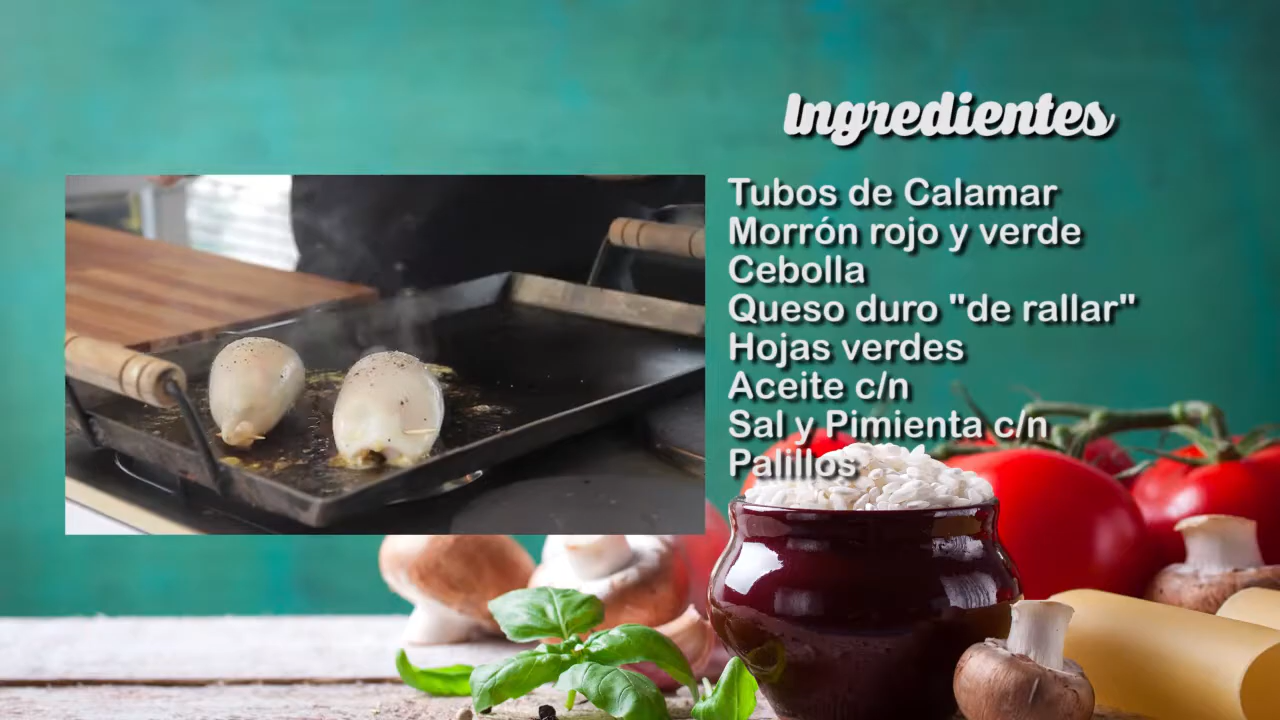 Ingredientes
Tubos de Calamar
Morrón rojo y verde
Cebolla
Queso duro "de rallar"
Hojas verdes
Aceite c/n
Sal y Pimienta c/n
Palillos